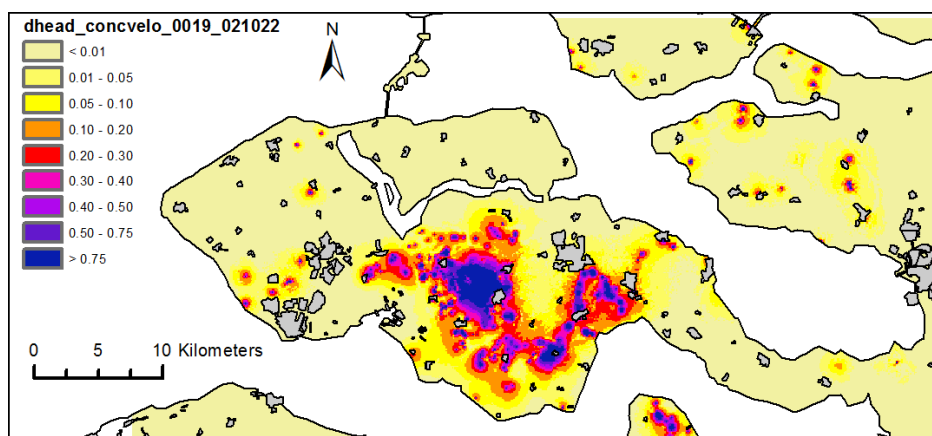 dhead_concvelo_0019_021022
N
< 0.01
0.01 - 0.05
0.05 - 0.10
0.10 - 0.20
0.20 - 0.30
0.30 - 0.40
0.40 - 0.50
0.50 - 0.75
> 0.75
0 5 10 Kilometers